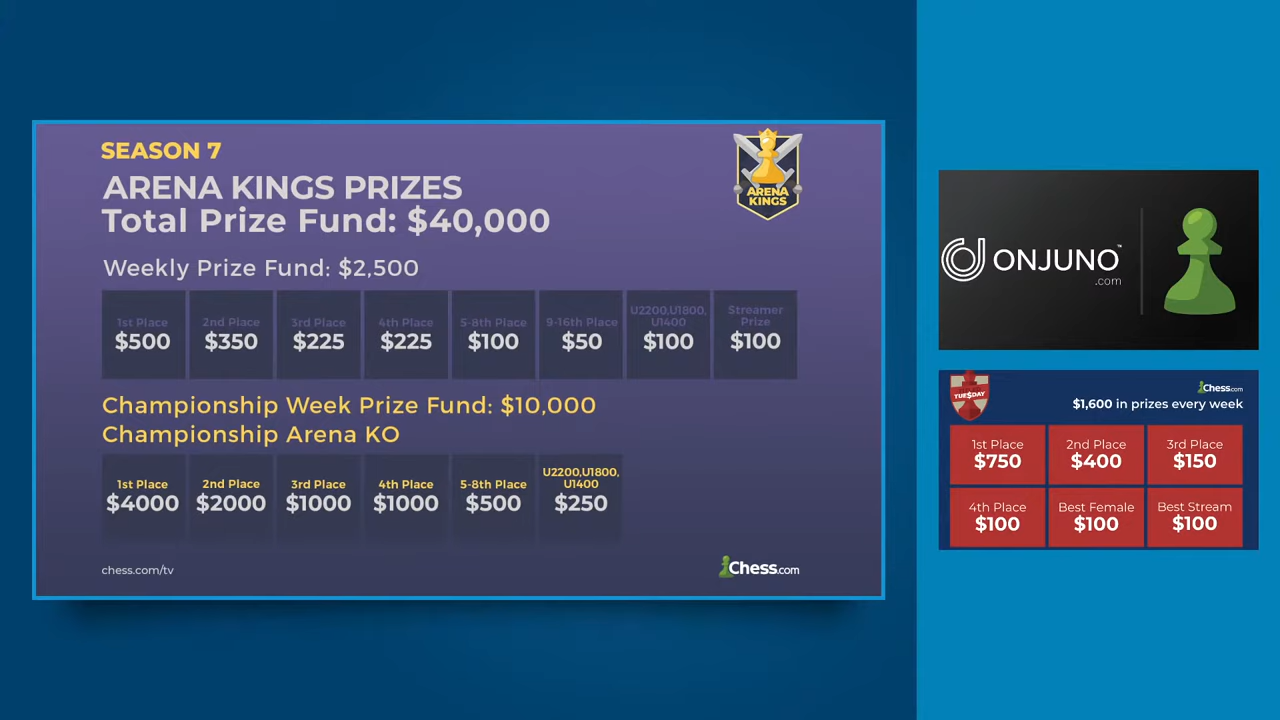 SEASON 7
ARENA KINGS PRIZES
Total Prize Fund: $40,000
ARENA
KINGS
Weekly Prize Fund: $2,500
1st Place
$500
2nd Place
$350
3rd Place
$225
4th Place
$225
5-8th Place
$100
9-16th Place
$50
U2200,U1800,
U1400
$100
Streamer
Prize
$100
Championship Week Prize Fund: $10,000
Championship Arena KO
1st Place
$4000
2nd Place
$2000
3rd Place
$1000
4th Place
$1000
5-8th Place
$500
U2200,U1800,
U1400
$250
chess.com/tv
Chess.com
ONJUNO™
.com
TUE$DAY
Chess.com
$1,600 in prizes every week
1st Place
$750
2nd Place
$400
3rd Place
$150
4th Place
$100
Best Female
$100
Best Stream
$100